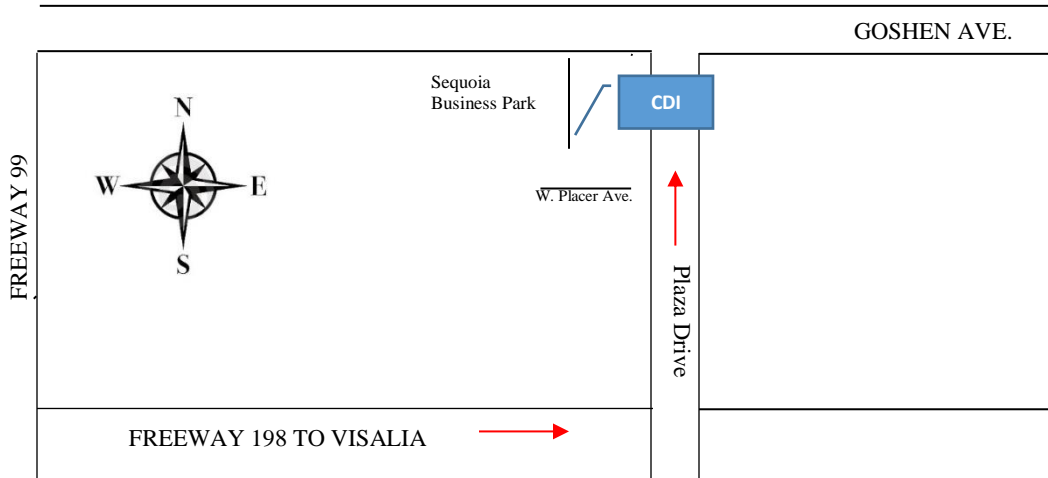 GOSHEN AVE.
Sequoia
Business Park
CDI
N
W
E
S
FREEWAY 99
W. Placer Ave.
Plaza Drive
FREEWAY 198 TO VISALIA